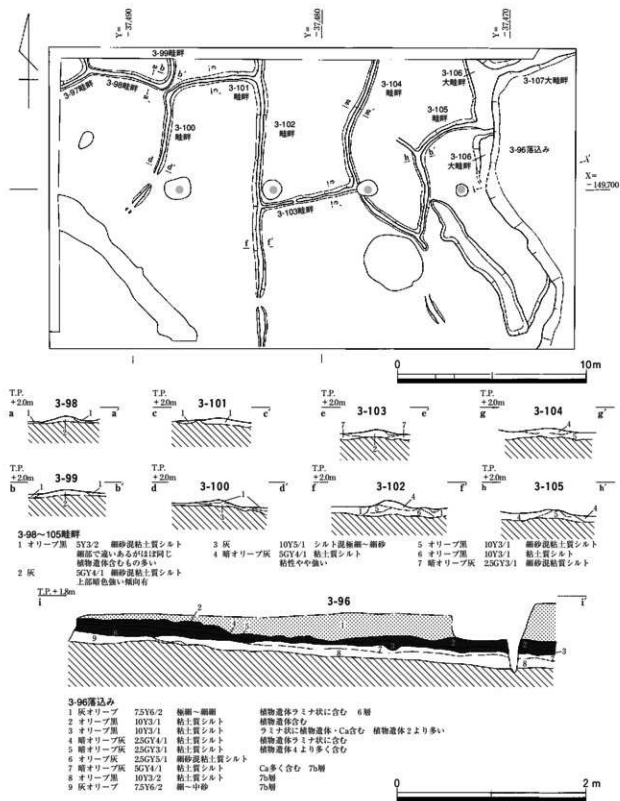 Y= -37,490
Y= -37,480
Y= -37,470
3-99畦畔
3-97畦畔
3-98畦畔
3-101 畦畔
3-100 畦畔
3-102 畦畔
3-104 畦畔
3-106 大畦畔
3-107大畦畔
3-105 畦畔
3-106 大畦畔
3-96落込み
3-103畦畔
X= -149,700
0 10m
T.P. +2.0m 3-98 a a'
T.P. +2.0m 3-101 c c'
T.P. +2.0m 3-103 e e'
T.P. +2.0m 3-104 g g'
T.P. +2.0m 3-99 b b'
T.P. +2.0m 3-100 d d'
T.P. +2.0m 3-102 f f'
T.P. +2.0m 3-105 h h'
3-98～105畦畔
1 オリーブ黒 5Y3/2 細砂混粘土質シルト
細部で違いあるがほぼ同じ
植物遺体含むもの多い
2 灰 5GY4/1 細砂混粘土質シルト
上部暗色強い傾向有
3 灰 10Y5/1 シルト混極細～細砂
4 暗オリーブ灰 5GY4/1 粘土質シルト
粘性やや強い
5 オリーブ黒 10Y3/1 細砂混粘土質シルト
6 オリーブ黒 10Y3/1 粘土質シルト
7 暗オリーブ灰 2.5GY3/1 細砂混粘土質シルト
T.P.+1.8m
i 3-96 i'
3-96落込み
1 灰オリーブ 7.5Y6/2 極細～細細 植物遺体ラミナ状に含む 6層
2 オリーブ黒 10Y3/1 粘土質シルト 植物遺体含む
3 オリーブ黒 10Y3/1 粘土質シルト ラミナ状に植物遺体・Ca含む 植物遺体2より多い
4 暗オリーブ灰 2.5GY4/1 粘土質シルト 植物遺体ラミナ状に含む
5 暗オリーブ灰 2.5GY3/1 粘土質シルト 植物遺体4より多く含む
6 オリーブ灰 2.5GY5/1 細砂混粘土質シルト
7 暗オリーブ灰 5GY4/1 粘土質シルト Ca多く含む 7b層
8 オリーブ黒 10Y3/2 粘土質シルト 7b層
9 灰オリーブ 7.5Y6/2 細～中砂 7b層
0 2m